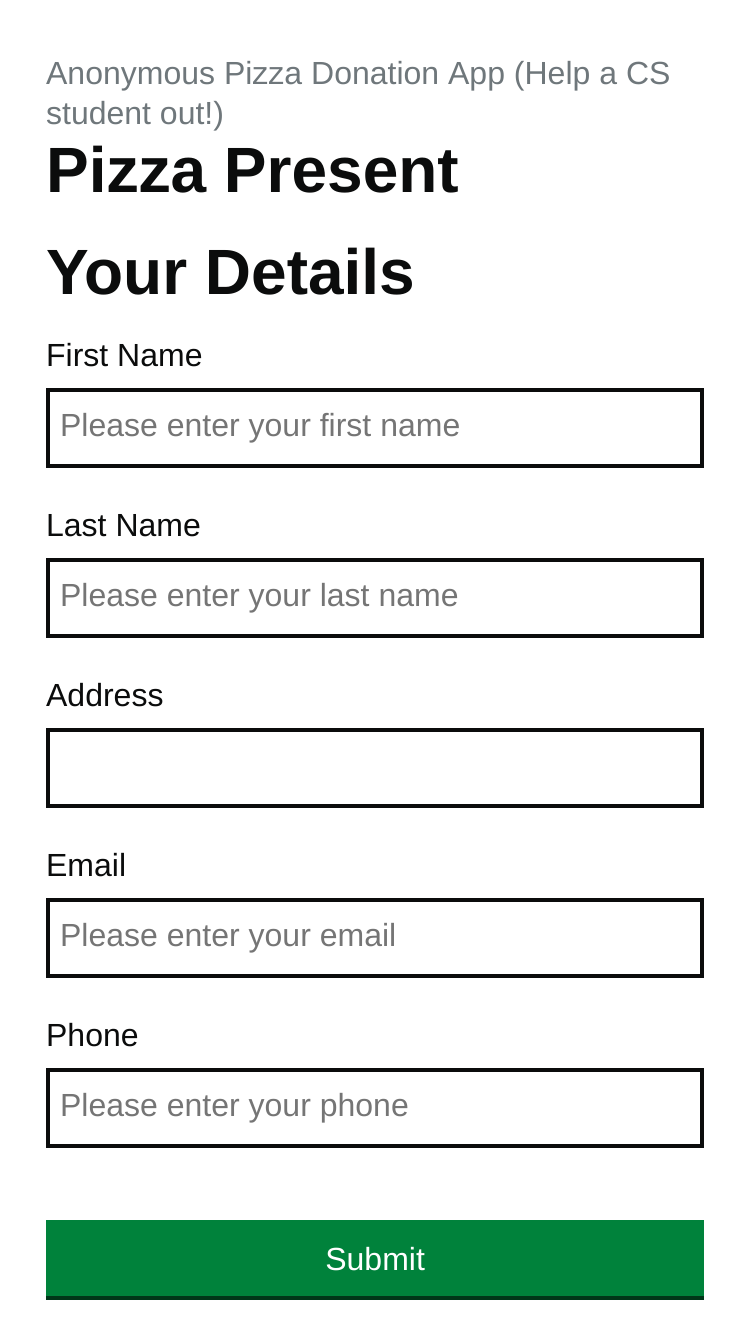 Anonymous Pizza Donation App (Help a CS
student out!)
Pizza Present
Your Details
First Name
Please enter your first name
Last Name
Please enter your last name
Address
Email
Please enter your email
Phone
Please enter your phone
Submit